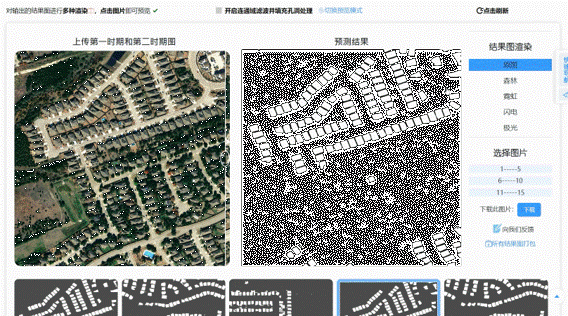 对输出的结果图进行多种渲染，点击图片即可预览 ✓
开启连通域滤波并填充孔洞处理
切换预览模式
点击刷新
上传第一时期和第二时期图
预测结果
结果图渲染
原图
森林
霓虹
闪电
极光
选择图片
1-----5
6-----10
11-----15
下载此图片:
下载
向我们反馈
所有结果图打包